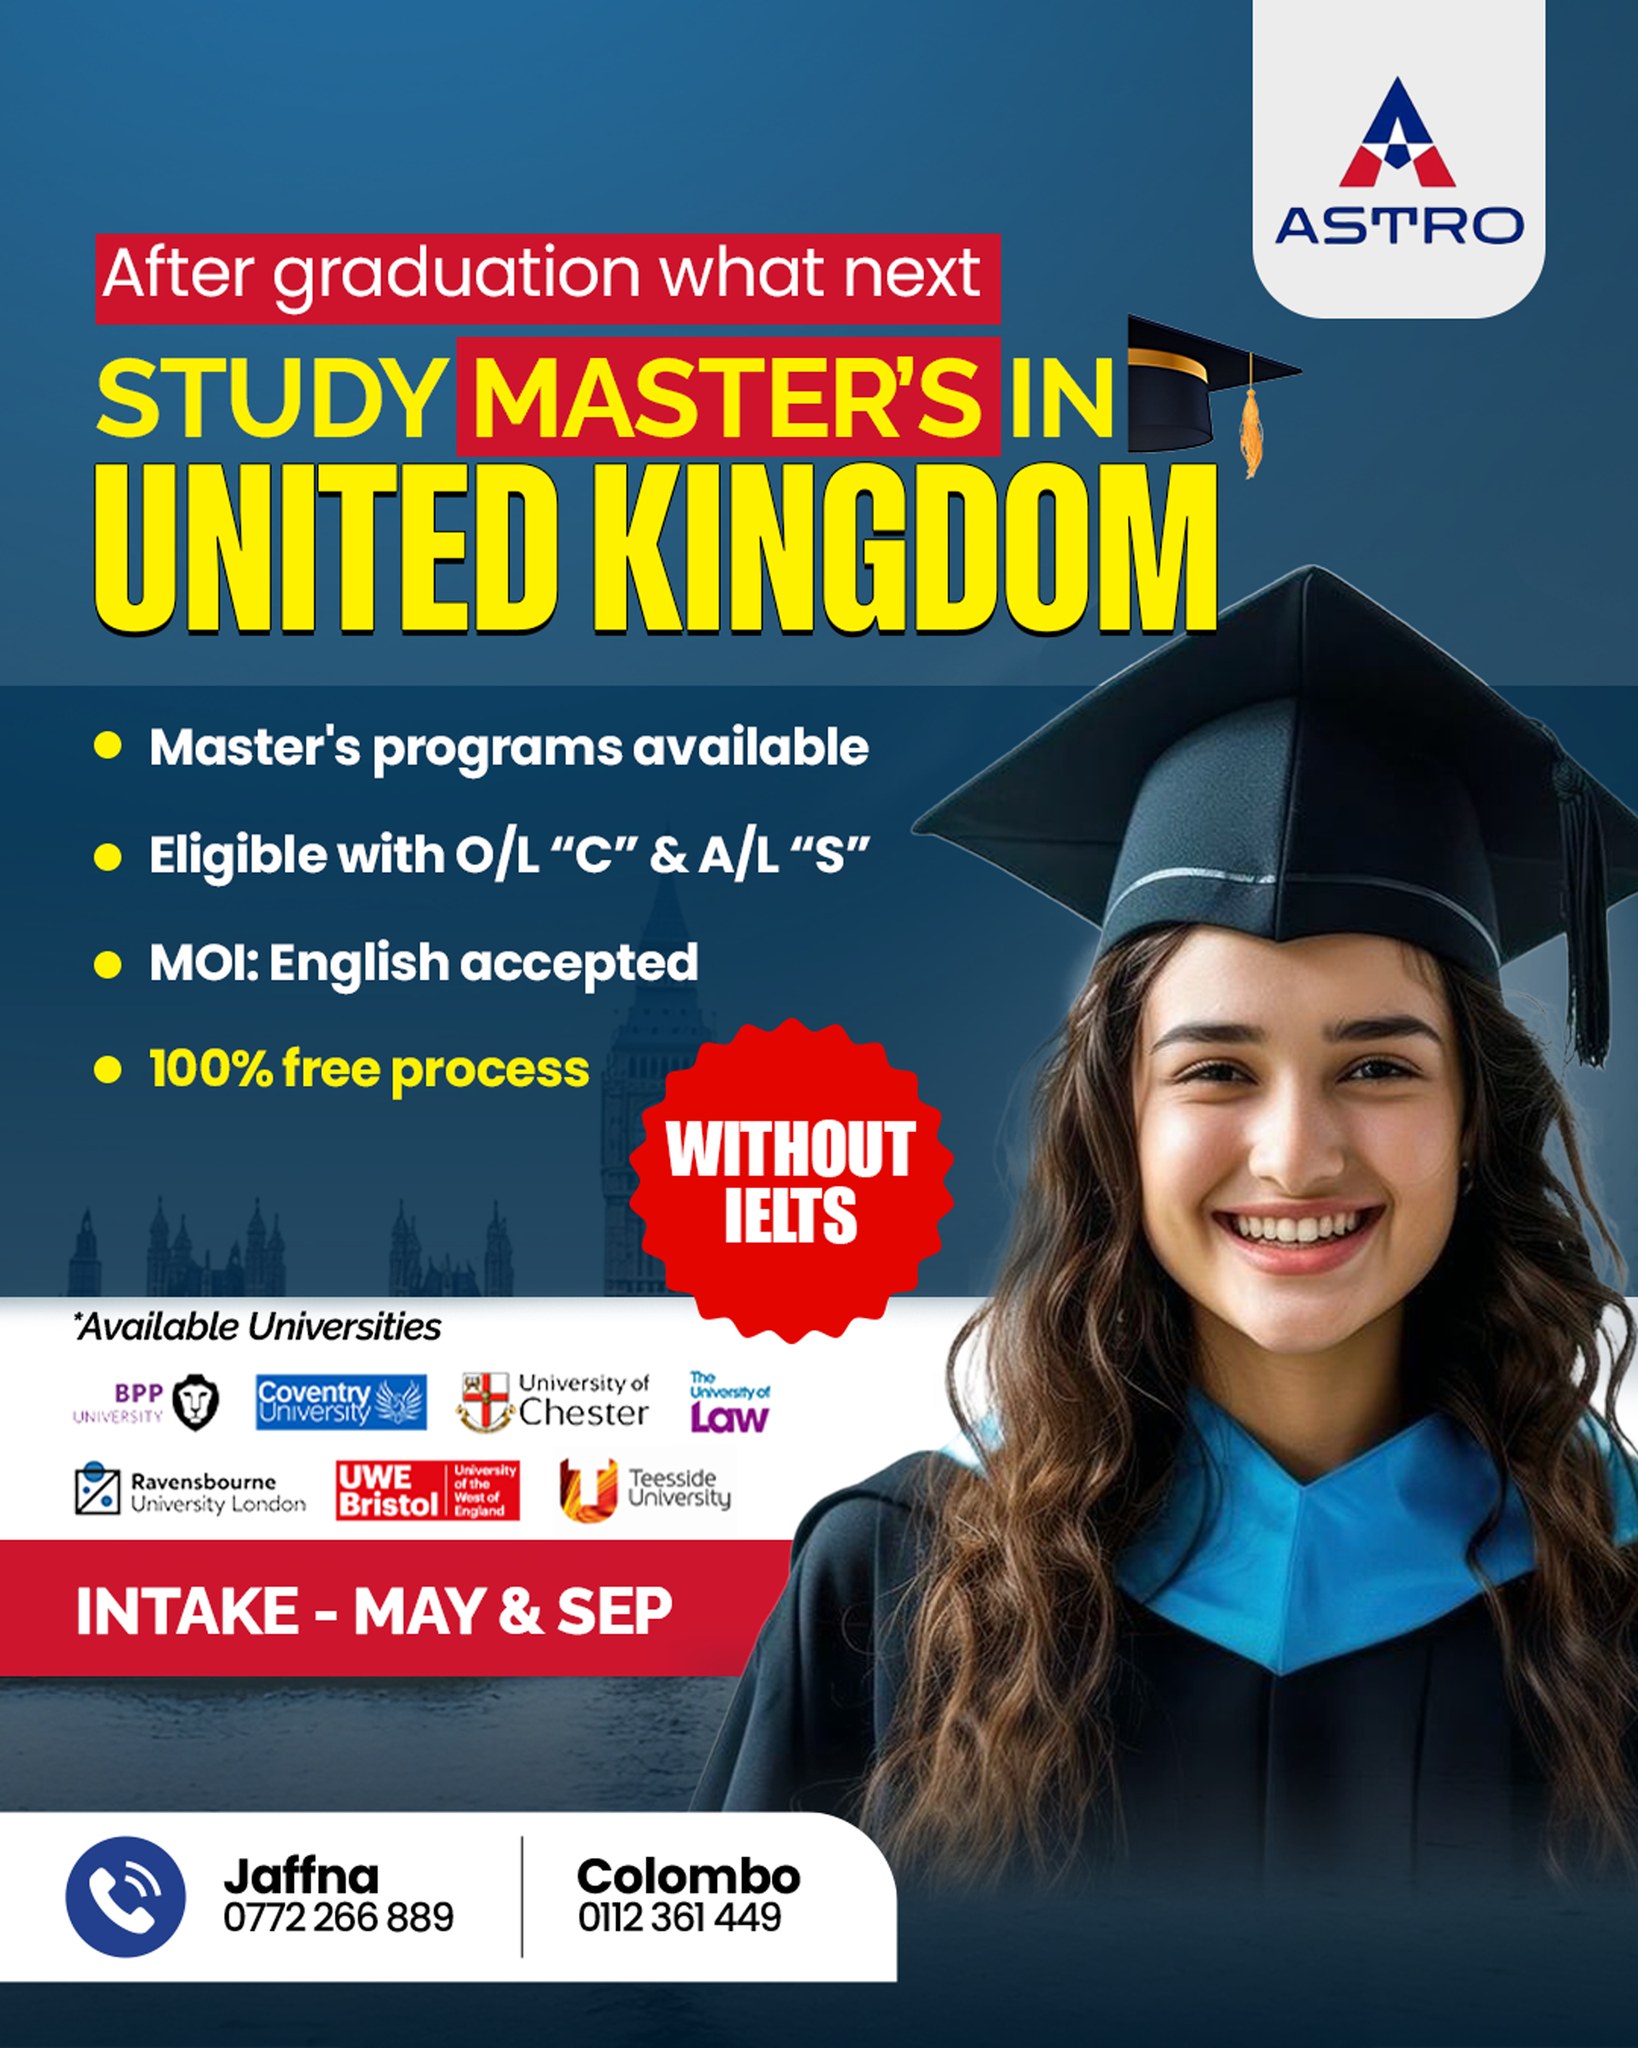 ASTRO
After graduation what next
STUDY MASTER'S IN
UNITED KINGDOM
Master's programs available
Eligible with O/L “C” & A/L “S”
MOI: English accepted
100% free process
WITHOUT
IELTS
*Available Universities
BPP
UNIVERSITY
Coventry
University
University of
Chester
The
University of
Law
Ravensbourne
University London
UWE
Bristol
University
of the
West of
England
Teesside
University
INTAKE - MAY & SEP
Jaffna
0772 266 889
Colombo
0112 361 449